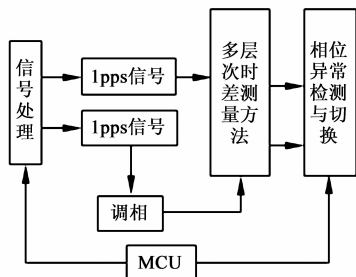 信号处理
1pps信号
1pps信号
调相
多层
次时
差测
量方
法
相位
异常
检测
与切
换
MCU